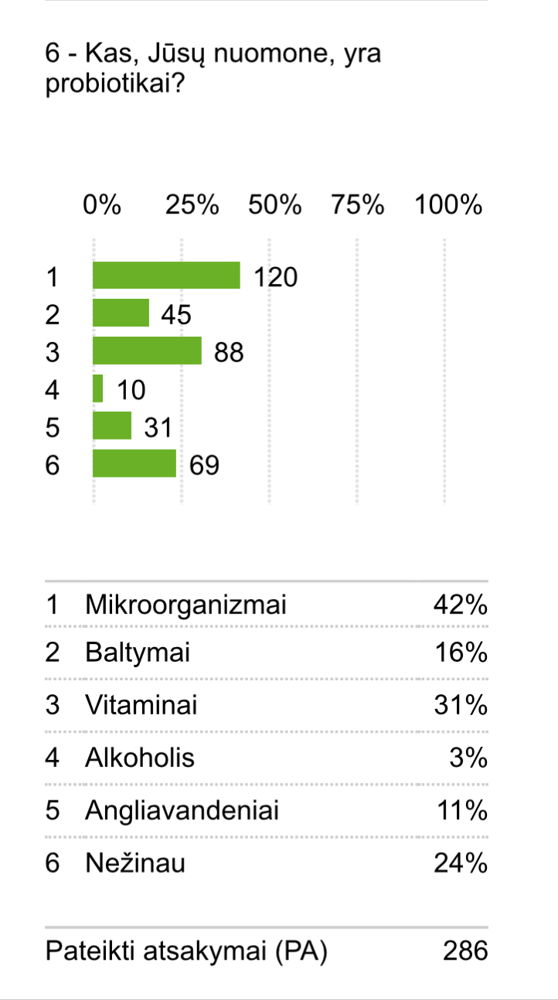 6 - Kas, Jūsų nuomone, yra
probiotikai?
0% 25% 50% 75% 100%
1 120
2 45
3 88
4 10
5 31
6 69
1 Mikroorganizmai 42%
2 Baltymai 16%
3 Vitaminai 31%
4 Alkoholis 3%
5 Angliavandeniai 11%
6 Nežinau 24%
Pateikti atsakymai (PA) 286